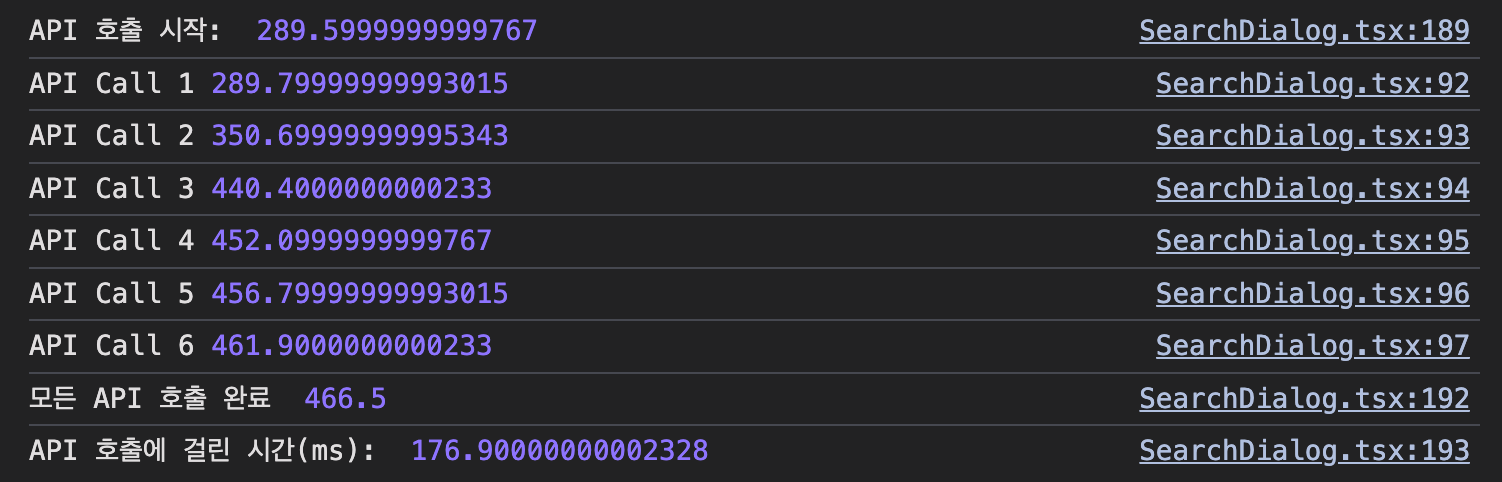 API 호출 시작:  289.5999999999767 SearchDialog.tsx:189
API Call 1 289.79999999993015 SearchDialog.tsx:92
API Call 2 350.69999999995343 SearchDialog.tsx:93
API Call 3 440.4000000000233 SearchDialog.tsx:94
API Call 4 452.0999999999767 SearchDialog.tsx:95
API Call 5 456.79999999993015 SearchDialog.tsx:96
API Call 6 461.9000000000233 SearchDialog.tsx:97
모든 API 호출 완료  466.5 SearchDialog.tsx:192
API 호출에 걸린 시간(ms):  176.90000000002328 SearchDialog.tsx:193